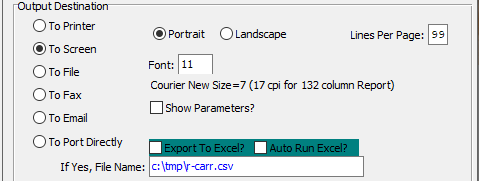 Output Destination
To Printer
To Screen
To File
To Fax
To Email
To Port Directly
Portrait
Landscape
Lines Per Page: 99
Font: 11
Courier New Size=7 (17 cpi for 132 column Report)
Show Parameters?
Export To Excel? Auto Run Excel?
If Yes, File Name: c:\tmp\r-carr.csv